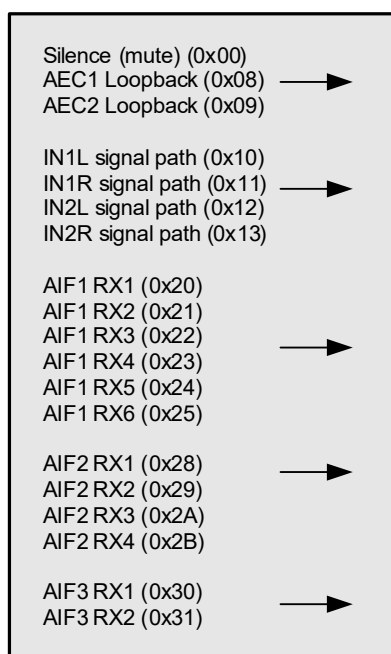 Silence (mute) (0x00)
AEC1 Loopback (0x08)
AEC2 Loopback (0x09)
IN1L signal path (0x10)
IN1R signal path (0x11)
IN2L signal path (0x12)
IN2R signal path (0x13)
AIF1 RX1 (0x20)
AIF1 RX2 (0x21)
AIF1 RX3 (0x22)
AIF1 RX4 (0x23)
AIF1 RX5 (0x24)
AIF1 RX6 (0x25)
AIF2 RX1 (0x28)
AIF2 RX2 (0x29)
AIF2 RX3 (0x2A)
AIF2 RX4 (0x2B)
AIF3 RX1 (0x30)
AIF3 RX2 (0x31)